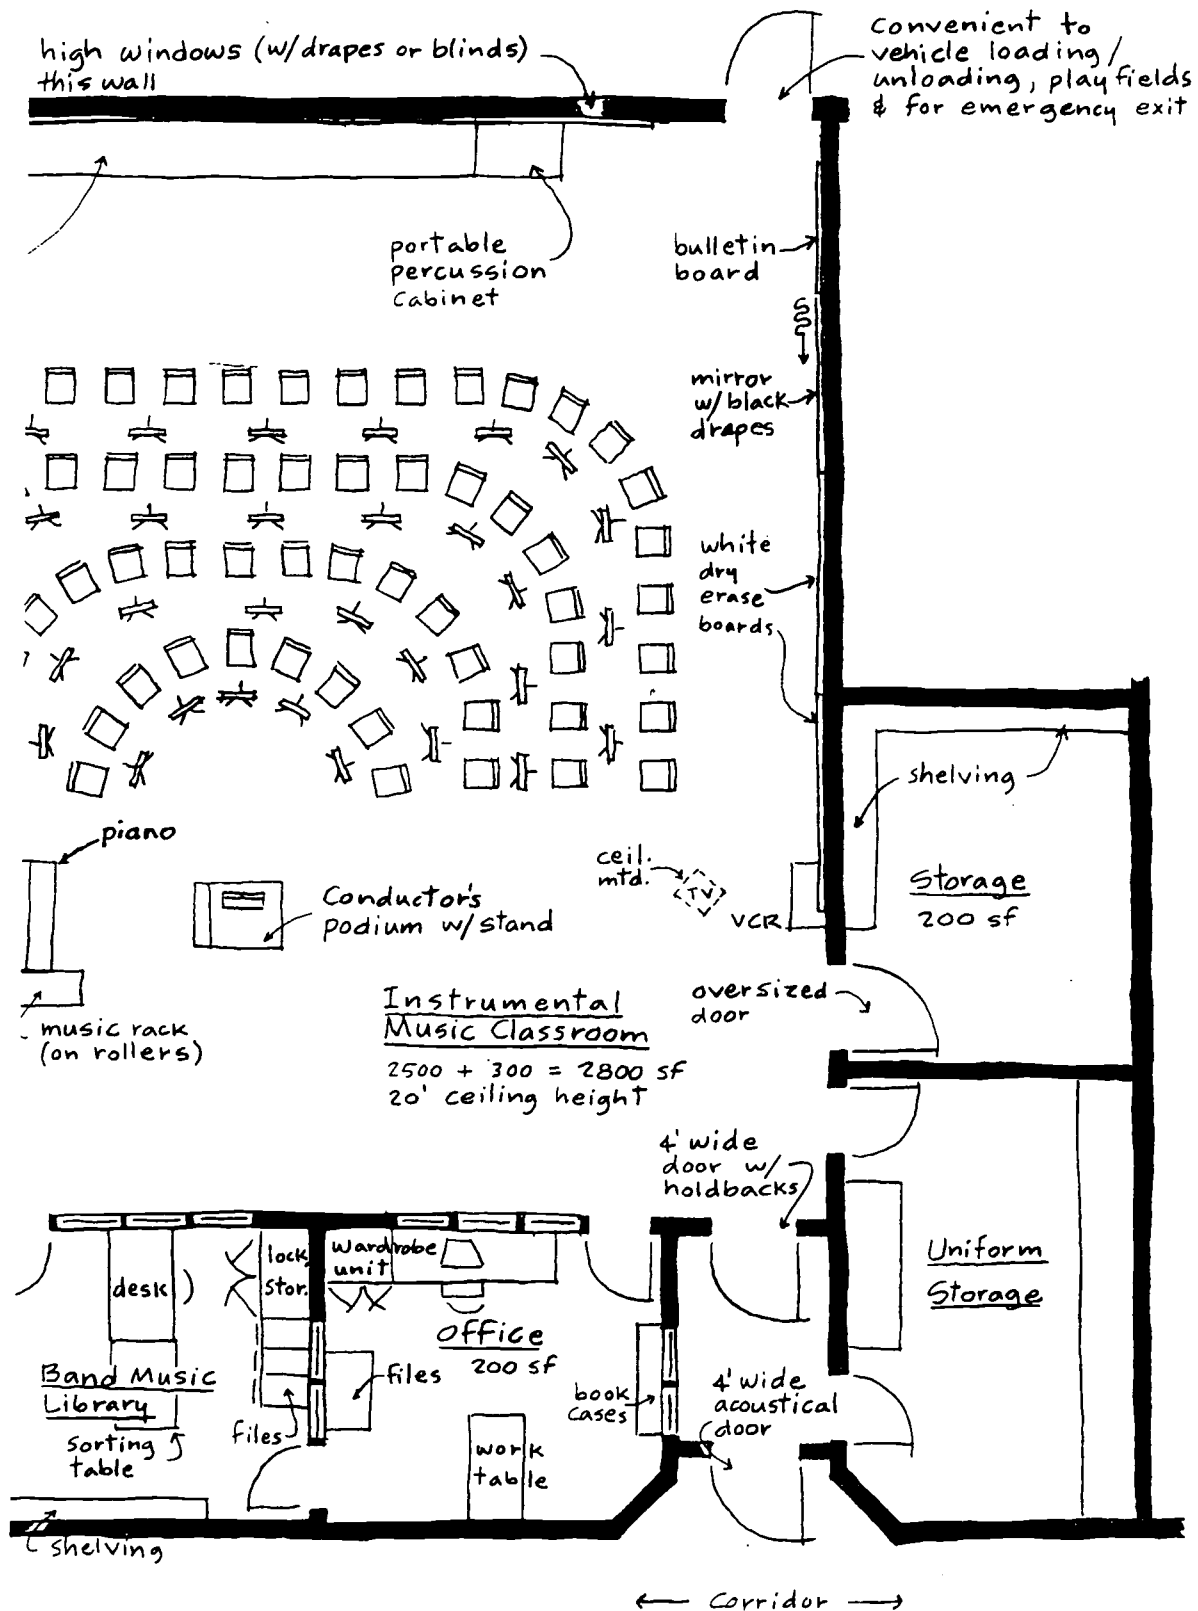 high windows (w/drapes or blinds)
this wall
convenient to
vehicle loading/
unloading, playfields
& for emergency exit
portable
percussion
cabinet
bulletin
board
mirror
w/black
drapes
white
dry
erase
boards
shelving
piano
ceil.
mtd.
TV
VCR
Storage
200 sf
Conductor's
podium w/stand
oversized
door
music rack
(on rollers)
Instrumental
Music Classroom
2500 + 300 = 2800 sf
20' ceiling height
4' wide
door w/
holdbacks
Uniform
Storage
desk
lock
stor.
wardrobe
unit
Office
200 sf
Band Music
Library
files
files
book
cases
4' wide
acoustical
door
sorting
table
work
table
shelving
Corridor